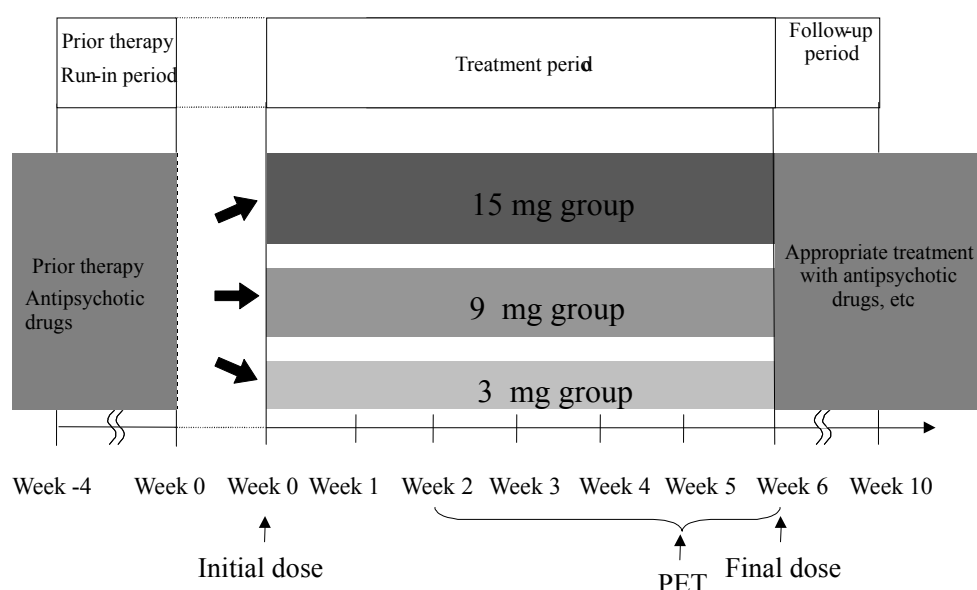 Prior therapy
Run-in period
Treatment period
Follow-up
period
15 mg group
9 mg group
3 mg group
Prior therapy
Antipsychotic
drugs
Appropriate treatment
with antipsychotic
drugs, etc
Week -4 Week 0 Week 0 Week 1 Week 2 Week 3 Week 4 Week 5 Week 6 Week 10
Initial dose
PET
Final dose